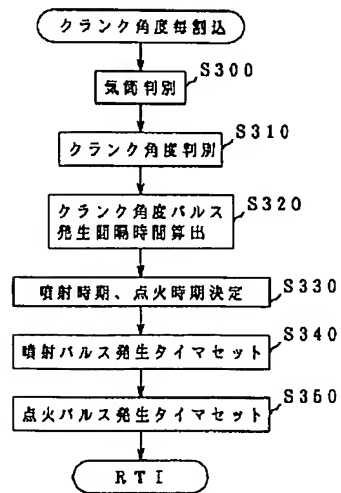 クランク角度毎割込
S300
気筒判別
S310
クランク角度判別
S320
クランク角度パルス
発生間隔時間算出
S330
噴射時期、点火時期決定
S340
噴射パルス発生タイマセット
S350
点火パルス発生タイマセット
RTI